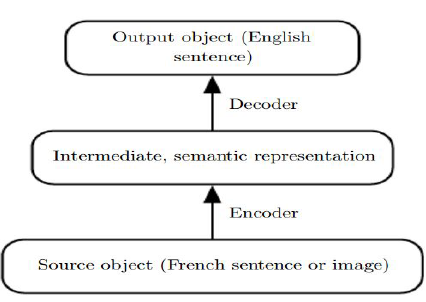 Output object (English
sentence)
Decoder
Intermediate, semantic representation
Encoder
Source object (French sentence or image)